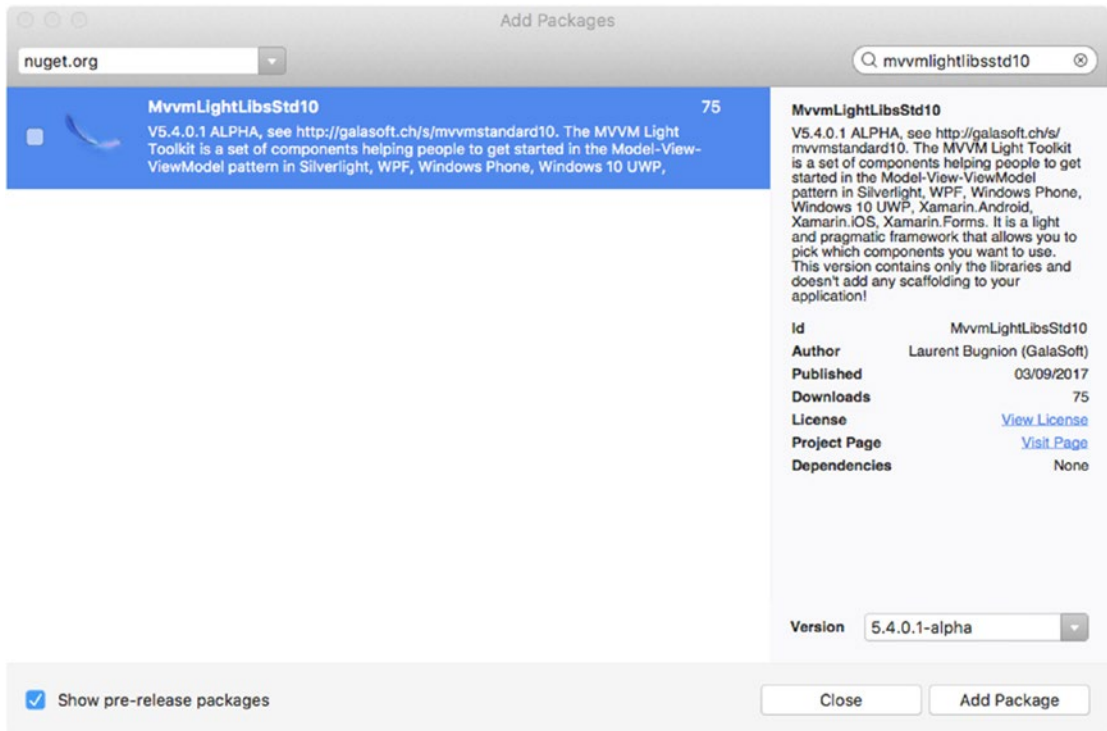 Add Packages
nuget.org
mvvmlightlibsstd10
MvvmLightLibsStd10 75
V5.4.0.1 ALPHA, see http://galasoft.ch/s/mvvmstandard10. The MVVM Light
Toolkit is a set of components helping people to get started in the Model-View-
ViewModel pattern in Silverlight, WPF, Windows Phone, Windows 10 UWP,
MvvmLightLibsStd10
V5.4.0.1 ALPHA, see http://galasoft.ch/s/
mvvmstandard10. The MVVM Light Toolkit
is a set of components helping people to get
started in the Model-View-ViewModel
pattern in Silverlight, WPF, Windows Phone,
Windows 10 UWP, Xamarin.Android,
Xamarin.iOS, Xamarin.Forms. It is a light
and pragmatic framework that allows you to
pick which components you want to use.
This version contains only the libraries and
doesn't add any scaffolding to your
application!
Id MvvmLightLibsStd10
Author Laurent Bugnion (GalaSoft)
Published 03/09/2017
Downloads 75
License View License
Project Page Visit Page
Dependencies None
Version 5.4.0.1-alpha
Show pre-release packages
Close
Add Package